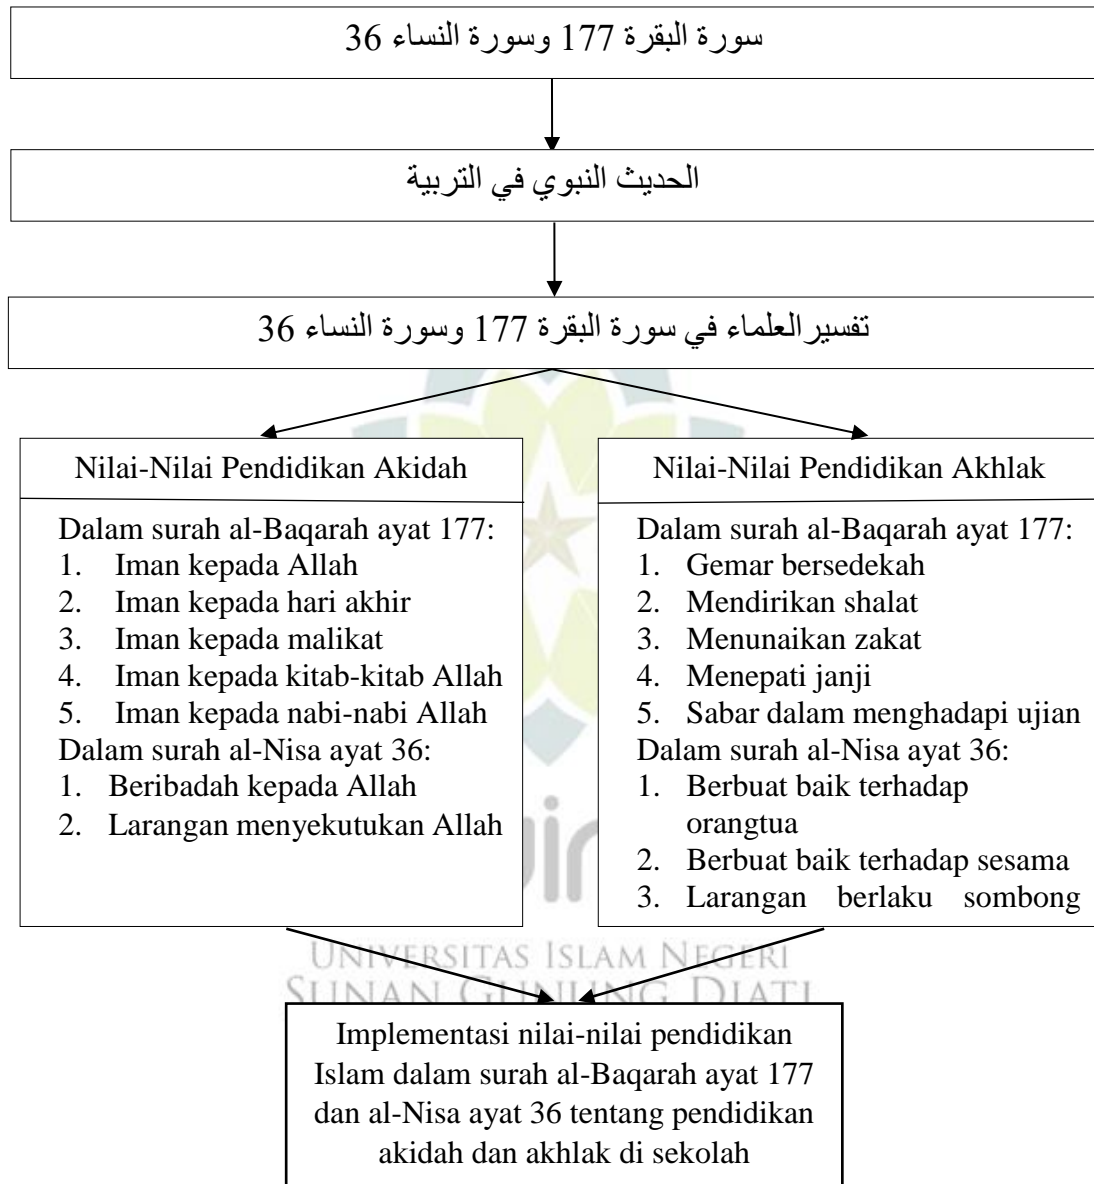 سورة البقرة 177 وسورة النساء 36
الحديث النبوي في التربية
تفسير العلماء في سورة البقرة 177 وسورة النساء 36
Nilai-Nilai Pendidikan Akidah
Dalam surah al-Baqarah ayat 177:
1. Iman kepada Allah
2. Iman kepada hari akhir
3. Iman kepada malikat
4. Iman kepada kitab-kitab Allah
5. Iman kepada nabi-nabi Allah
Dalam surah al-Nisa ayat 36:
1. Beribadah kepada Allah
2. Larangan menyekutukan Allah
Nilai-Nilai Pendidikan Akhlak
Dalam surah al-Baqarah ayat 177:
1. Gemar bersedekah
2. Mendirikan shalat
3. Menunaikan zakat
4. Menepati janji
5. Sabar dalam menghadapi ujian
Dalam surah al-Nisa ayat 36:
1. Berbuat baik terhadap
orangtua
2. Berbuat baik terhadap sesama
3. Larangan berlaku sombong
UNIVERSITAS ISLAM NEGERI
SUNAN GUNUNG DJATI
Implementasi nilai-nilai pendidikan
Islam dalam surah al-Baqarah ayat 177
dan al-Nisa ayat 36 tentang pendidikan
akidah dan akhlak di sekolah